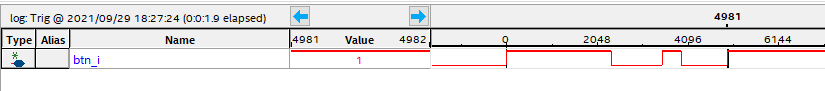 log: Trig @ 2021/09/29 18:27:24 (0:0:1.9 elapsed) 4981
Type Alias Name 4981 Value 4982 0 2048 4096 6144
btn_i 1